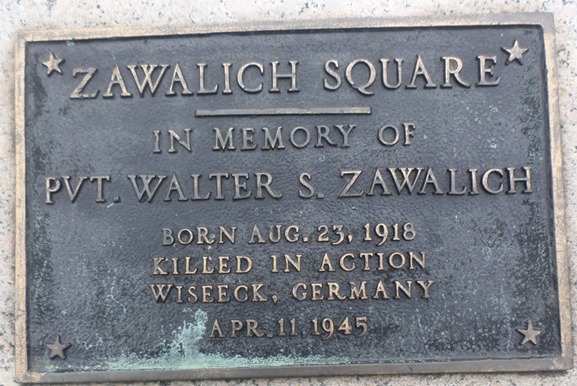 ZAWALICH SQUARE
IN MEMORY OF
PVT. WALTER S. ZAWALICH
BORN AUG. 23, 1918
KILLED IN ACTION
WISEECK, GERMANY
APR. 11 1945